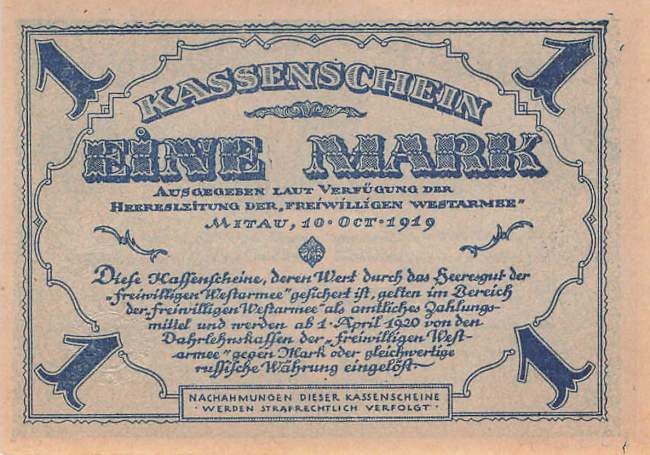 1 1
KASSENSCHEIN
EINE MARK
AUSGEGEBEN LAUT VERFÜGUNG DER
HEERESLEITUNG DER „FREIWILLIGEN WESTARMEE"
MITAU, 10·OCT·1919
Diese Kassenscheine, deren Wert durch das Heeresgut der
„freiwilligen Westarmee" gesichert ist, gelten im Bereich
der „freiwilligen Westarmee" als amtliches Zahlungs-
mittel und werden ab 1·April 1920 von den
Dahrlehnskassen der „freiwilligen West-
armee" gegen Mark oder gleichwertige
russische Währung eingelöst·
1 1
NACHAHMUNGEN DIESER KASSENSCHEINE
· WERDEN STRAFRECHTLICH VERFOLGT ·